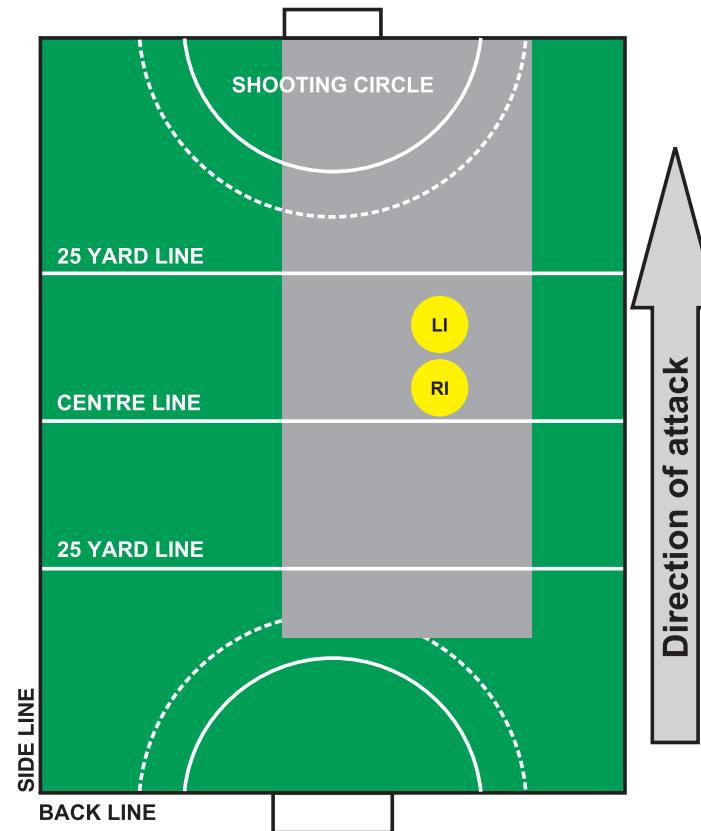 SHOOTING CIRCLE
25 YARD LINE
LI
RI
CENTRE LINE
25 YARD LINE
SIDE LINE
BACK LINE
Direction of attack